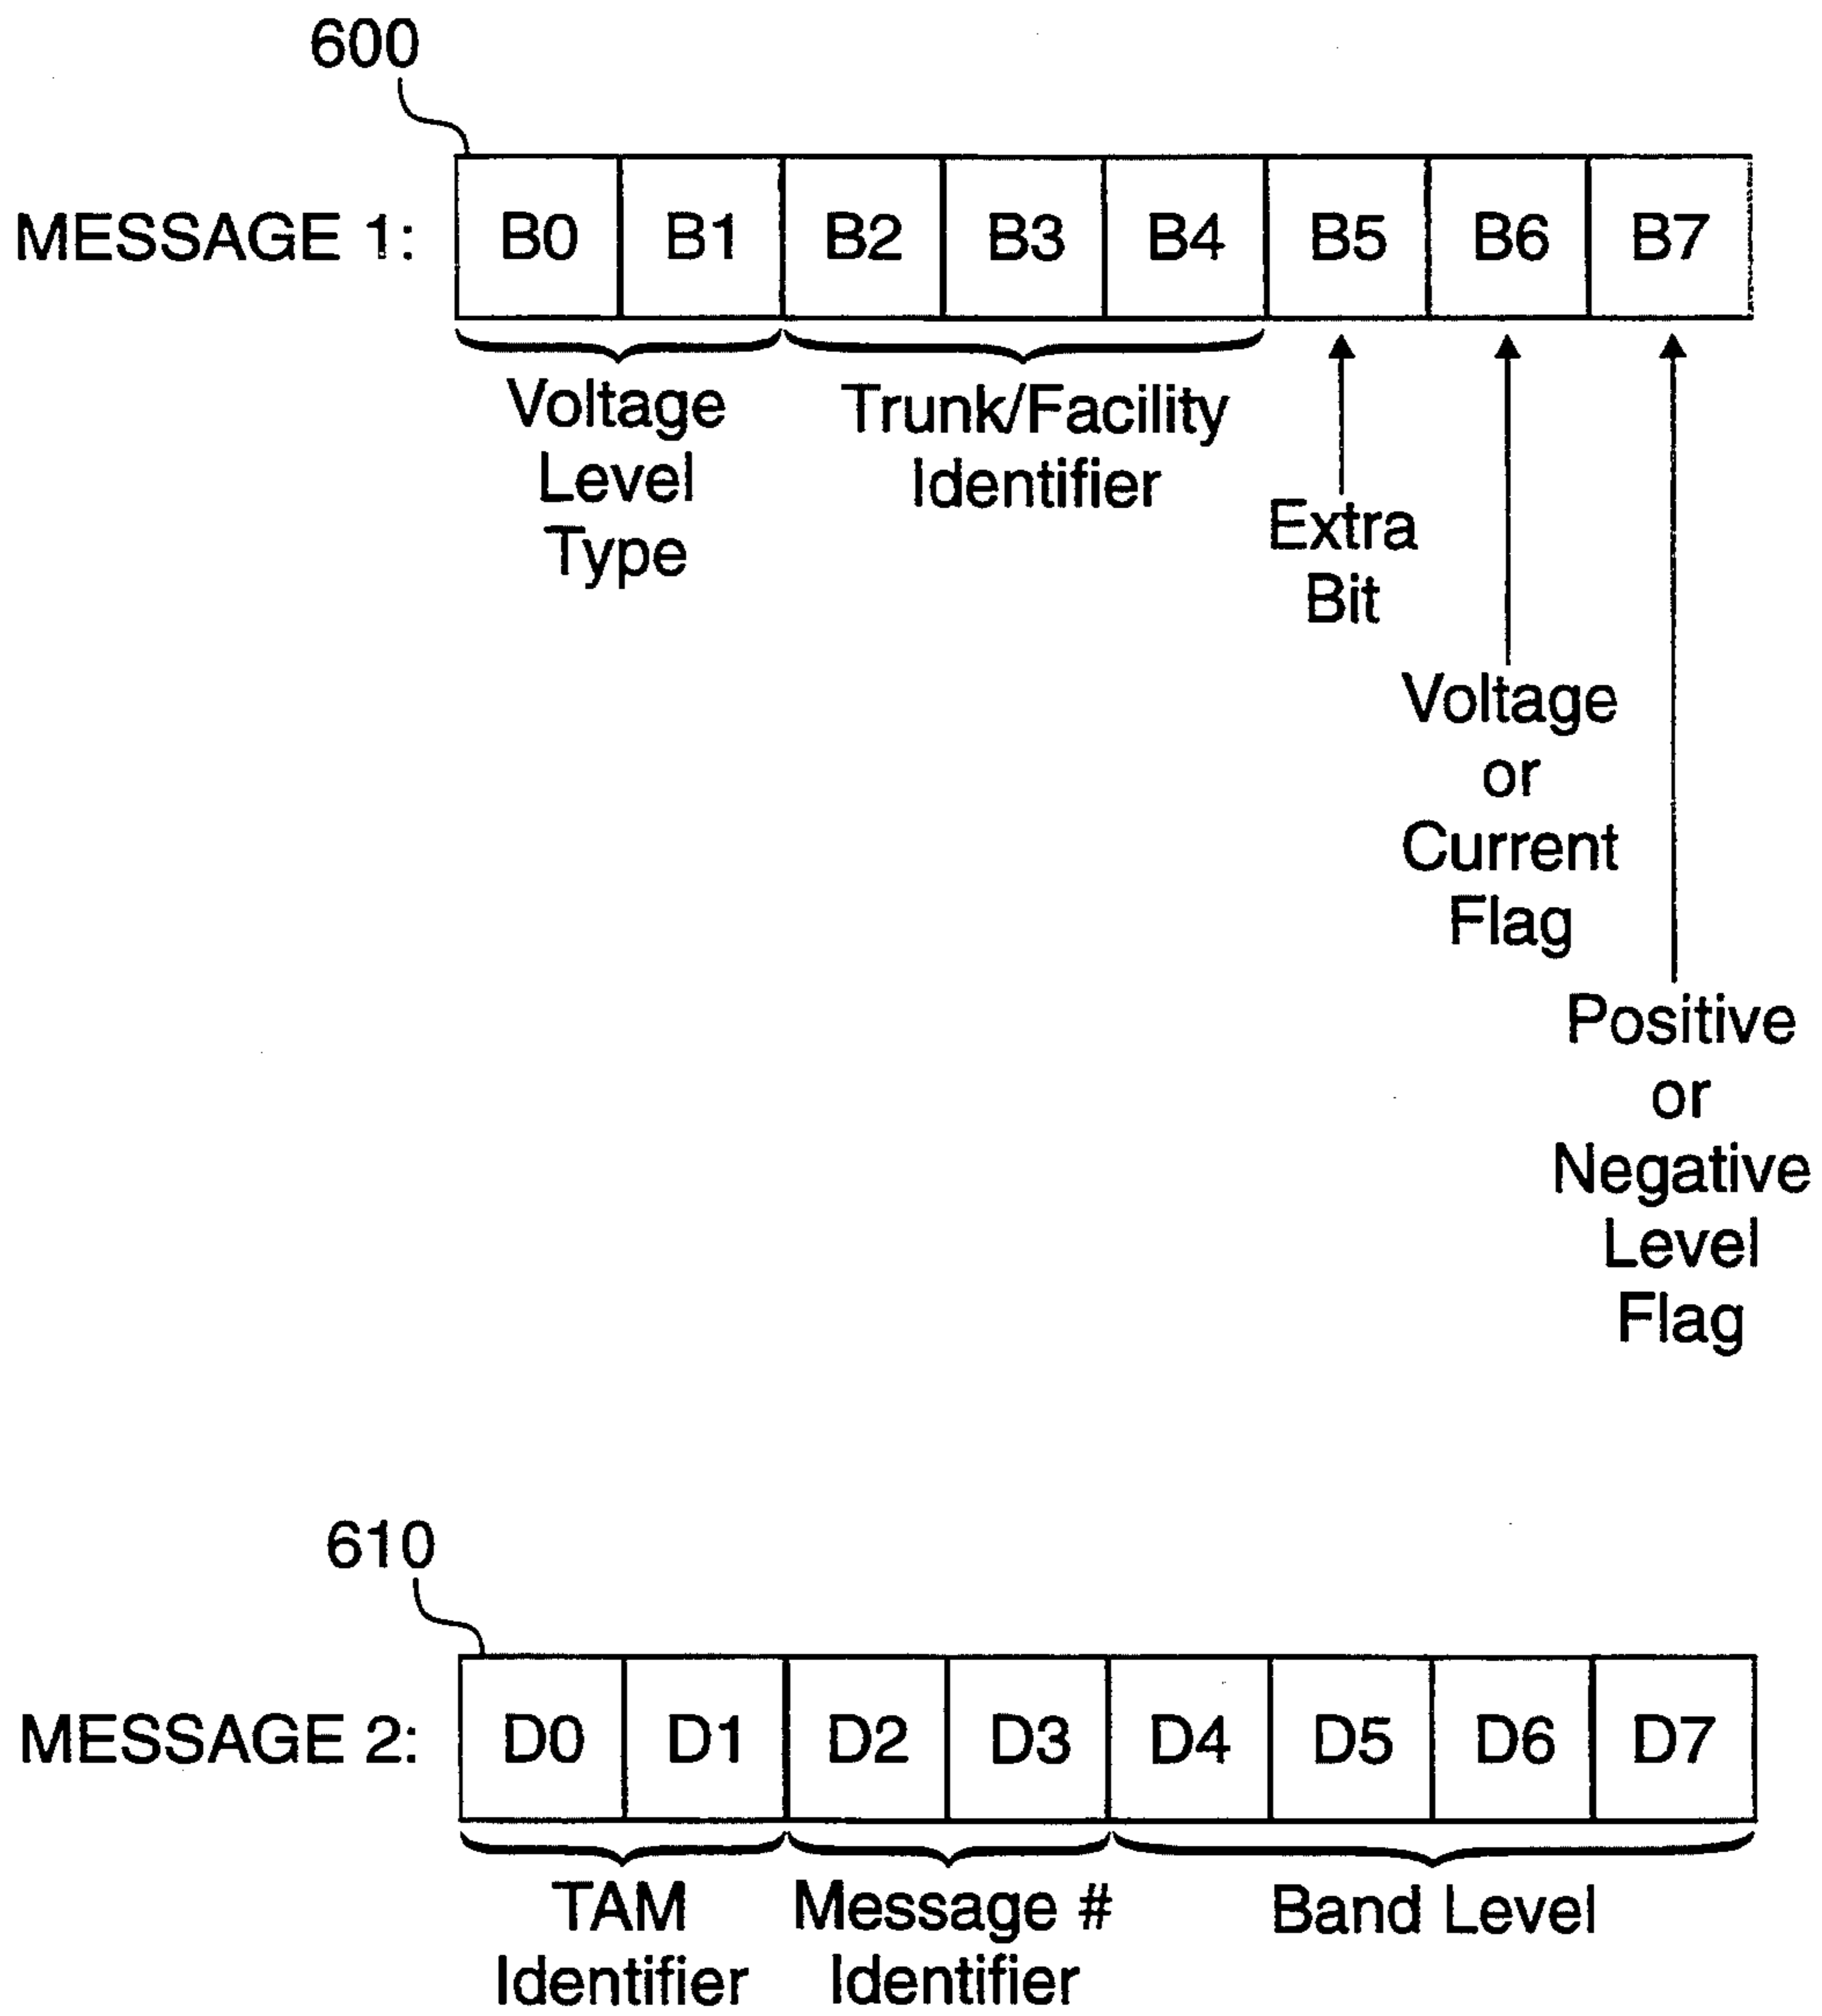 600
MESSAGE 1: B0 B1 B2 B3 B4 B5 B6 B7
Voltage
Level
Type
Trunk/Facility
Identifier
Extra
Bit
Voltage
or
Current
Flag
Positive
or
Negative
Level
Flag
610
MESSAGE 2: D0 D1 D2 D3 D4 D5 D6 D7
TAM
Identifier
Message #
Identifier
Band Level